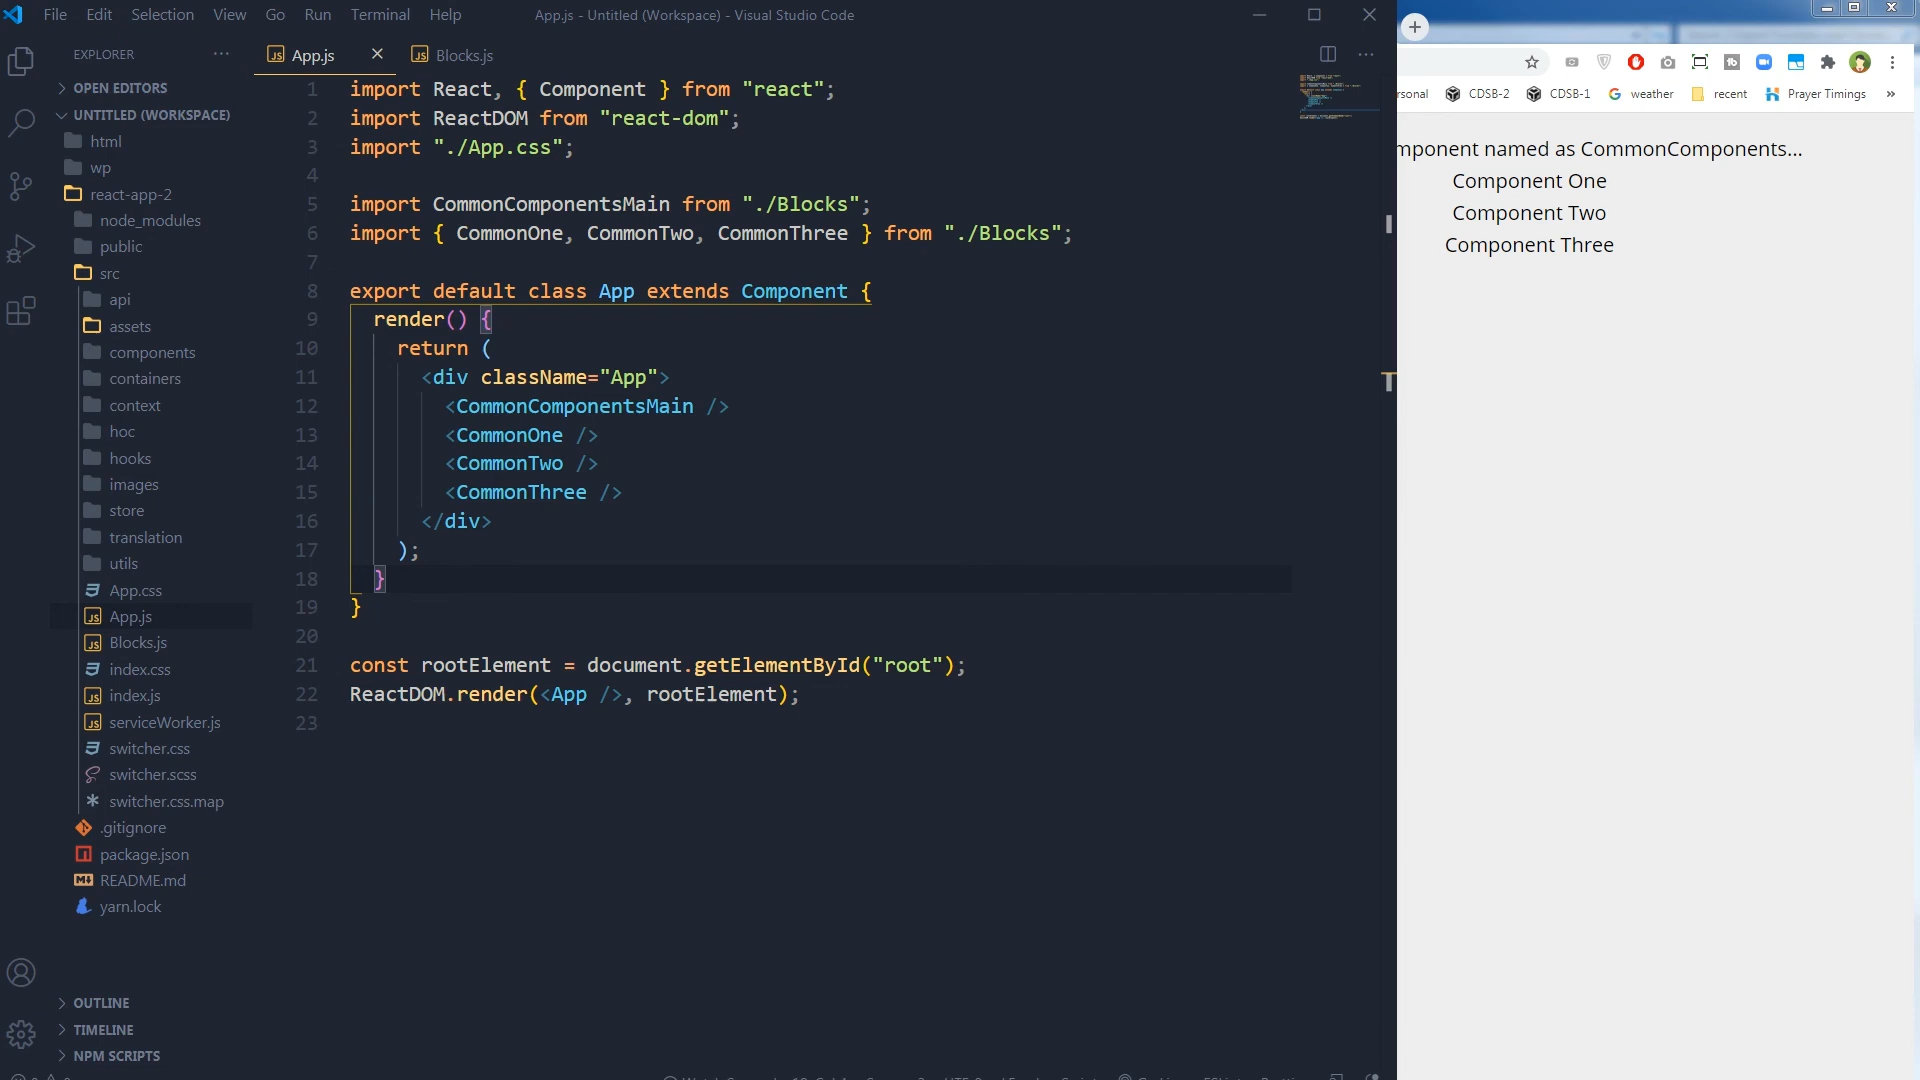 File Edit Selection View Go Run Terminal Help
App.js - Untitled (Workspace) - Visual Studio Code
EXPLORER
OPEN EDITORS
UNTITLED (WORKSPACE)
html
wp
react-app-2
node_modules
public
src
api
assets
components
containers
context
hoc
hooks
images
store
translation
utils
App.css
App.js
Blocks.js
index.css
index.js
serviceWorker.js
switcher.css
switcher.scss
switcher.css.map
.gitignore
package.json
README.md
yarn.lock
OUTLINE
TIMELINE
NPM SCRIPTS
App.js
Blocks.js
1 import React, { Component } from "react";
2 import ReactDOM from "react-dom";
3 import "./App.css";
4
5 import CommonComponentsMain from "./Blocks";
6 import { CommonOne, CommonTwo, CommonThree } from "./Blocks";
7
8 export default class App extends Component {
9 render() {
10 return (
11 <div className="App">
12 <CommonComponentsMain />
13 <CommonOne />
14 <CommonTwo />
15 <CommonThree />
16 </div>
17 );
18 }
19 }
20
21 const rootElement = document.getElementById("root");
22 ReactDOM.render(<App />, rootElement);
23
rsonal CDSB-2 CDSB-1 weather recent Prayer Timings »
mponent named as CommonComponents...
Component One
Component Two
Component Three